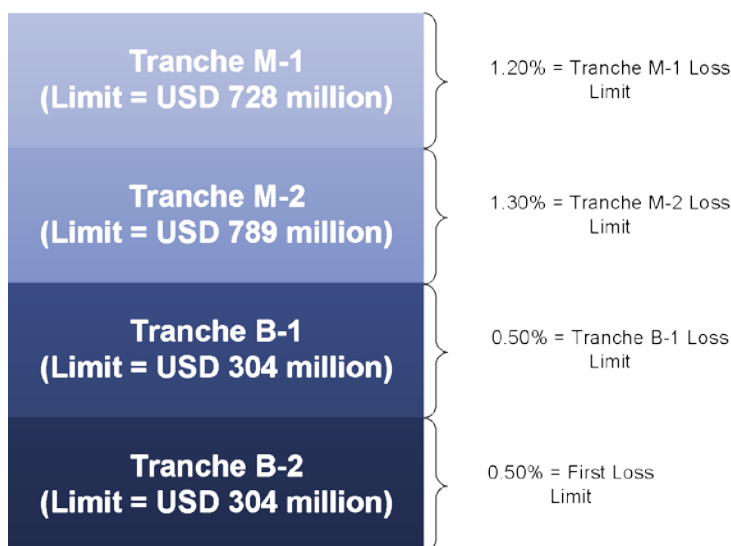 Tranche M-1
(Limit = USD 728 million)
1.20% = Tranche M-1 Loss
Limit
Tranche M-2
(Limit = USD 789 million)
1.30% = Tranche M-2 Loss
Limit
Tranche B-1
(Limit = USD 304 million)
0.50% = Tranche B-1 Loss
Limit
Tranche B-2
(Limit = USD 304 million)
0.50% = First Loss
Limit